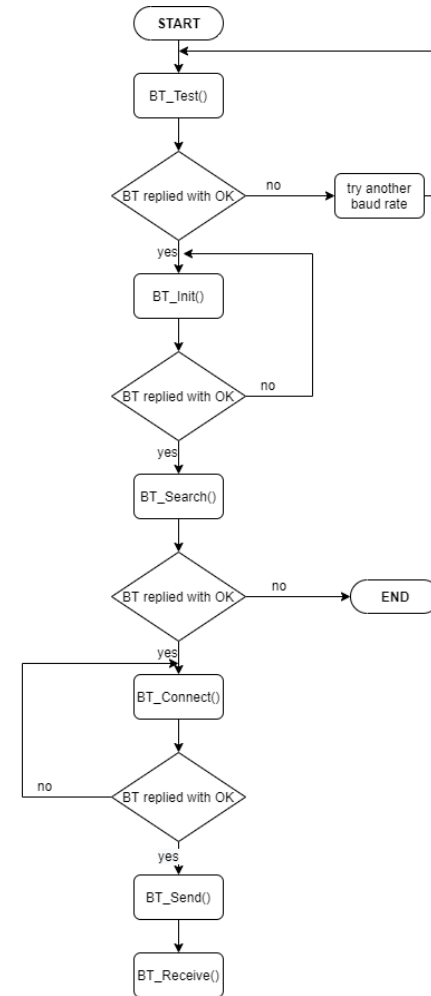 START
BT_Test()
BT replied with OK
no
try another
baud rate
yes
BT_Init()
BT replied with OK
no
yes
BT_Search()
BT replied with OK
no
END
yes
BT_Connect()
BT replied with OK
no
yes
BT_Send()
BT_Receive()